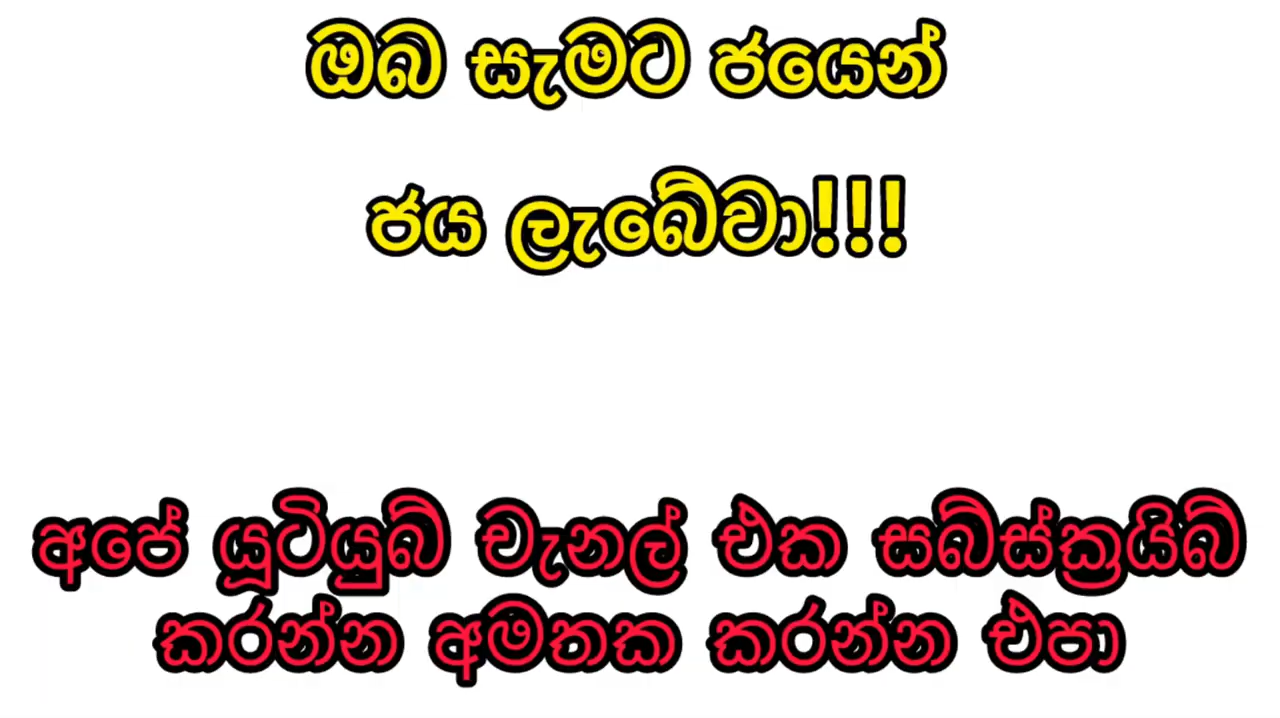 ඔබ සැමට ජයෙන්
ජය ලැබේවා!!!
අපේ යූටියුබ් චැනල් එක සබ්ස්ක්‍රයිබ්
කරන්න අමතක කරන්න එපා